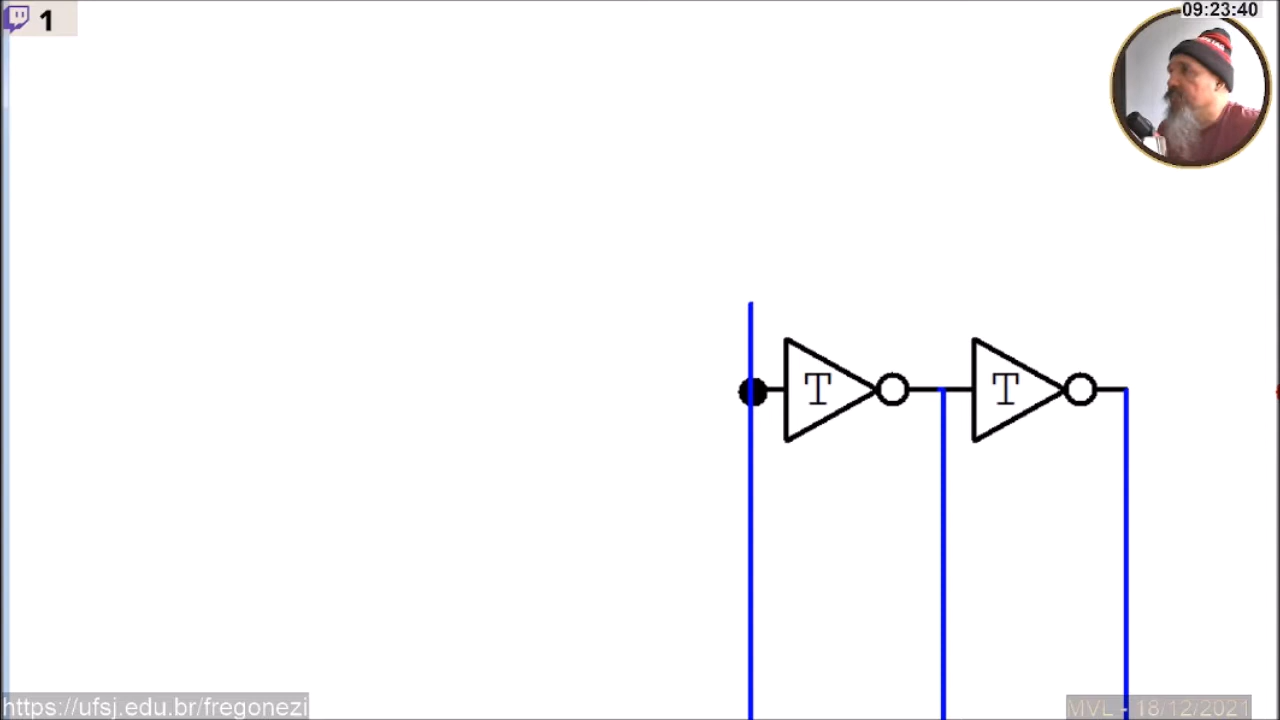 1
09:23:40
T T
https://ufsj.edu.br/fregonezi
MVL - 18/12/2021